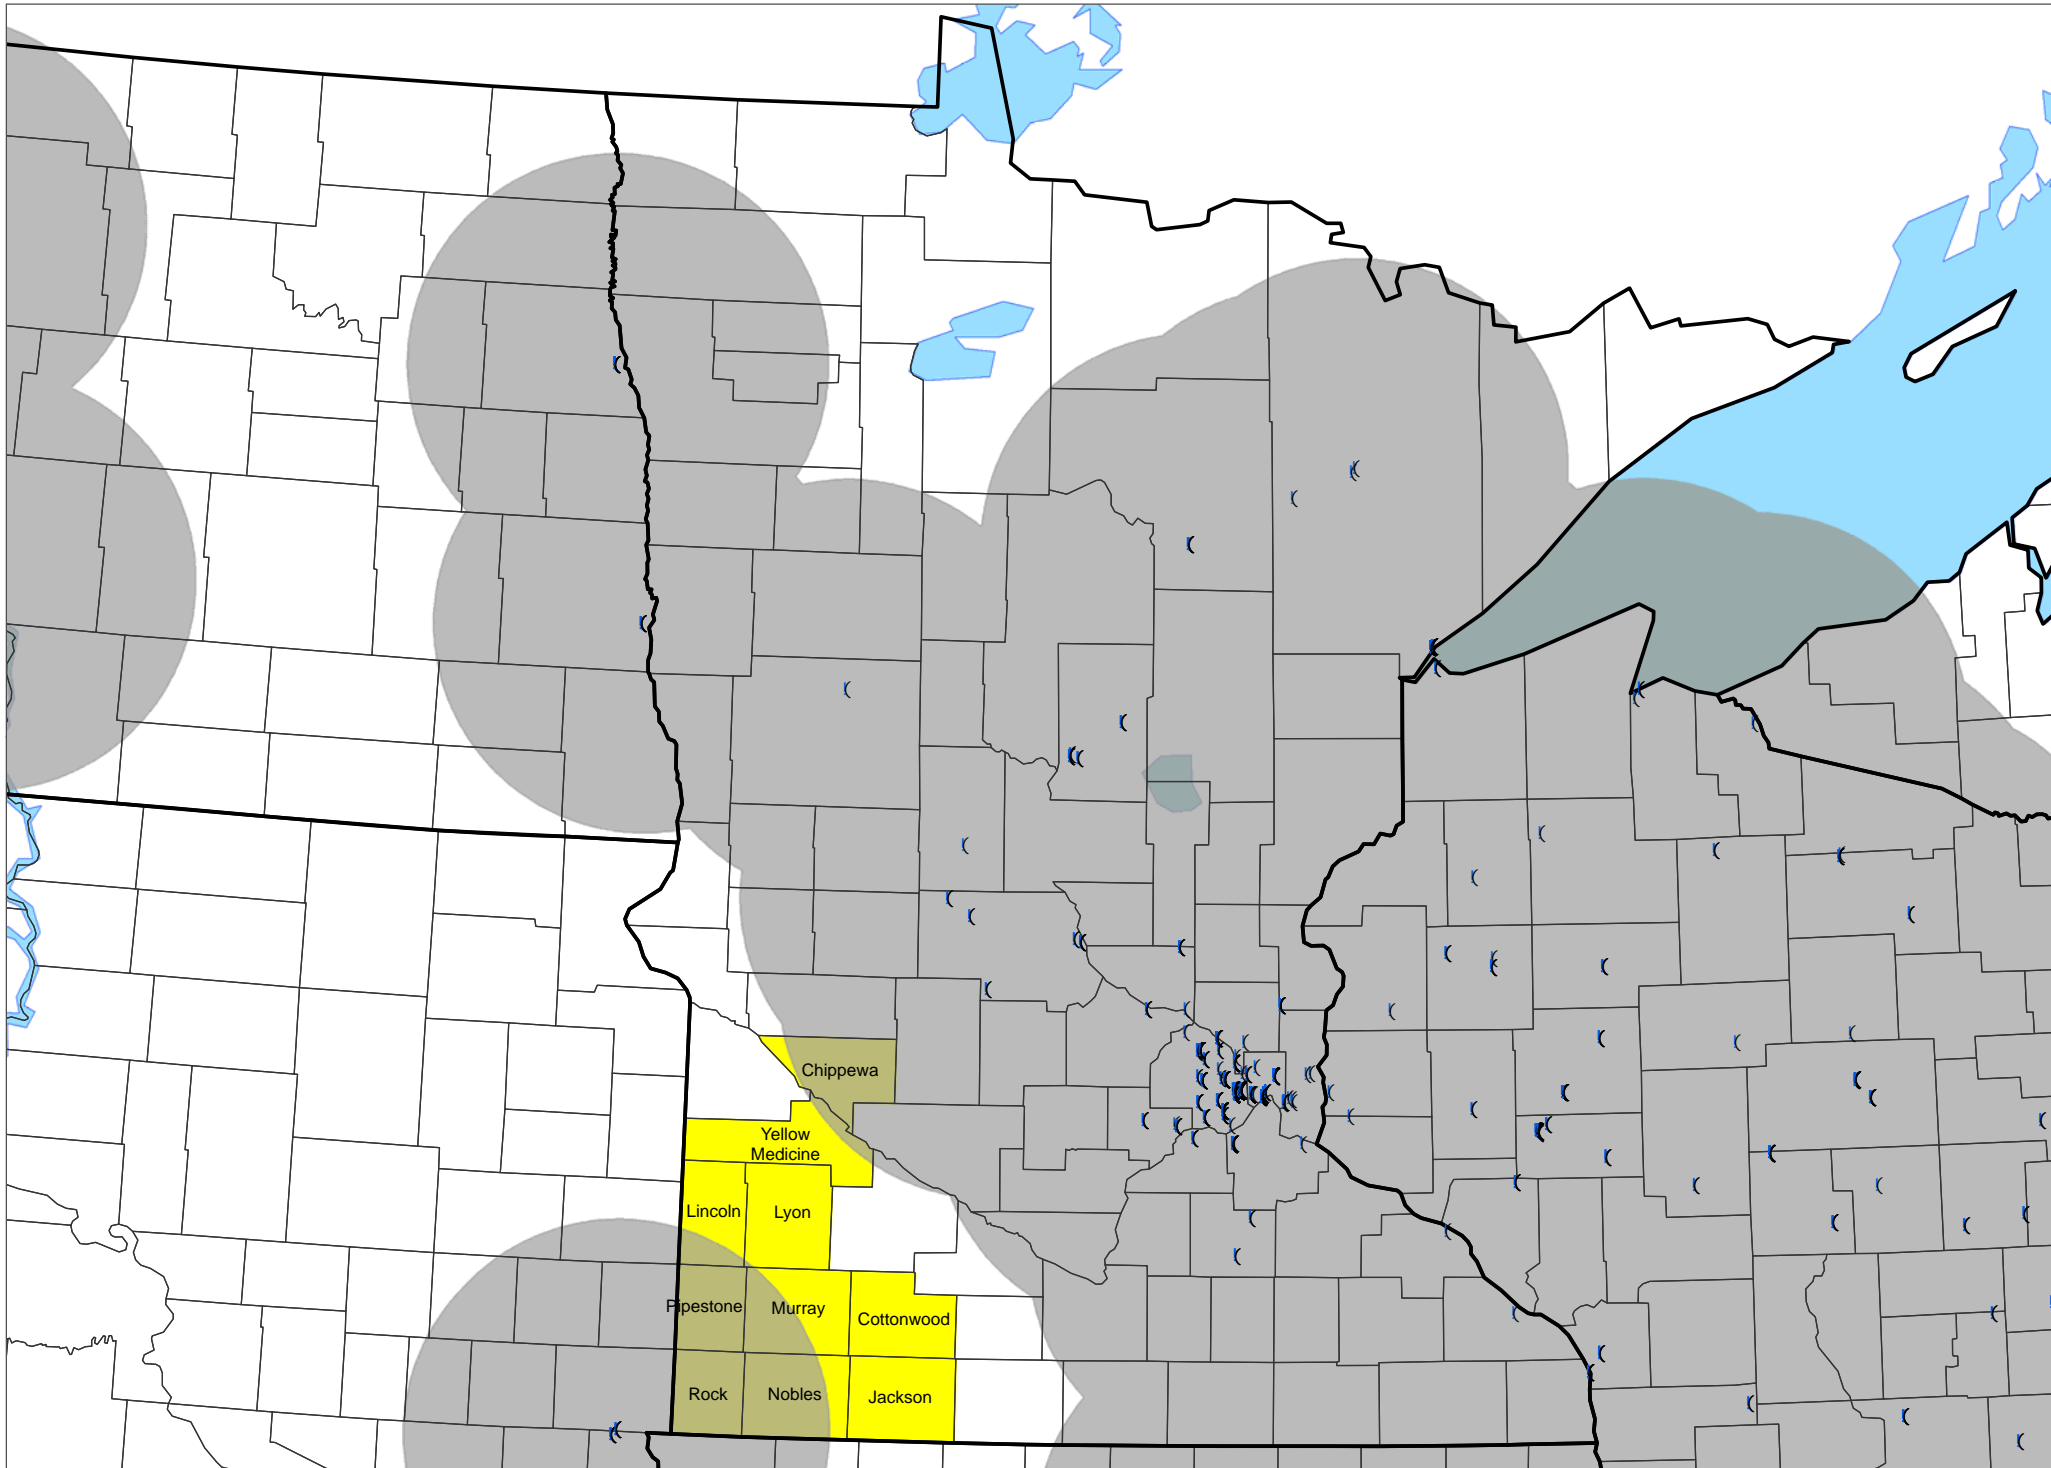 Chippewa
Yellow
Medicine
Lincoln
Lyon
Pipestone
Murray
Cottonwood
Rock
Nobles
Jackson